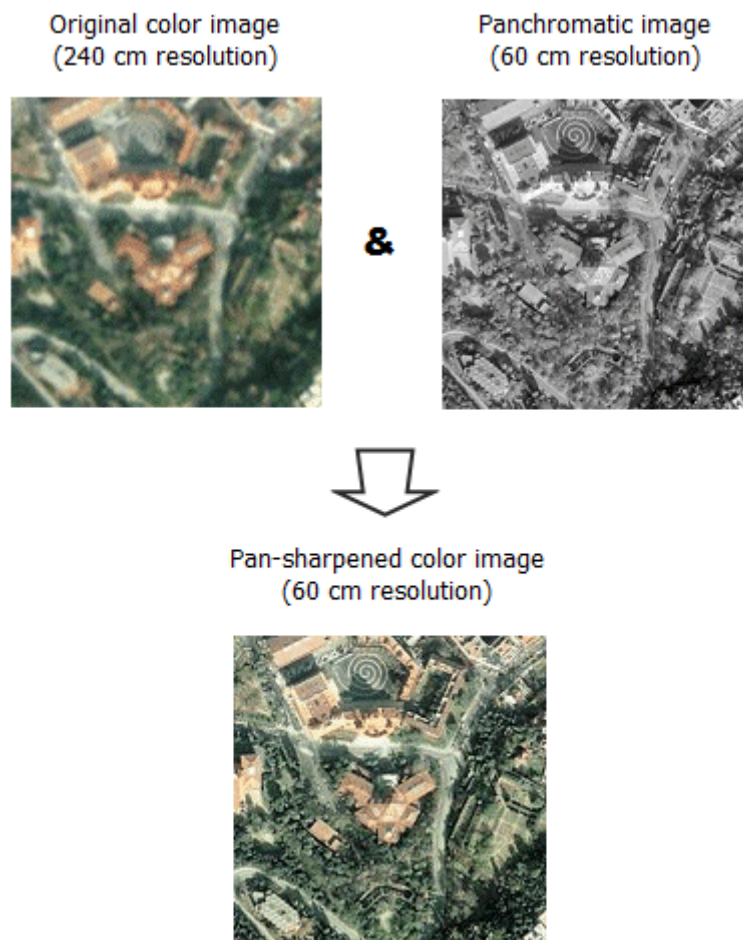 Original color image
(240 cm resolution)
Panchromatic image
(60 cm resolution)
&
Pan-sharpened color image
(60 cm resolution)